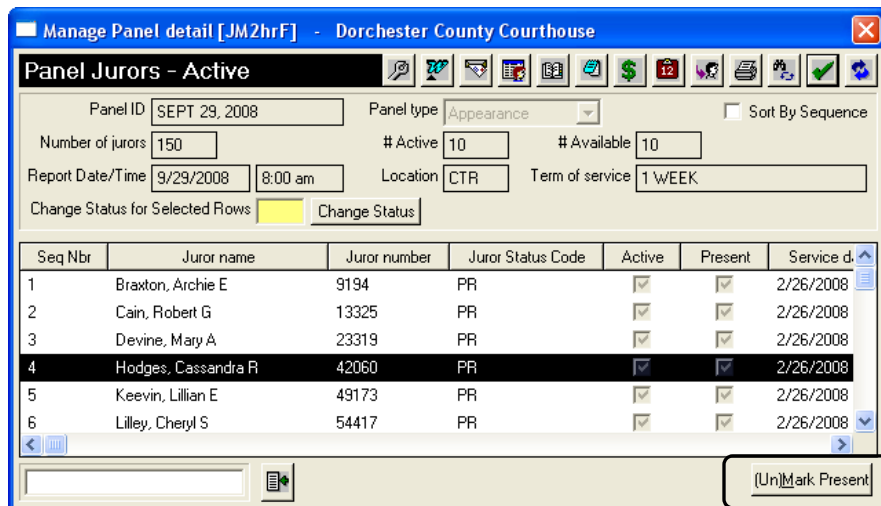 Manage Panel detail [JM2hrF] - Dorchester County Courthouse
Panel Jurors - Active
12
Panel ID SEPT 29, 2008 Panel type Appearance Sort By Sequence
Number of jurors 150 # Active 10 # Available 10
Report Date/Time 9/29/2008 8:00 am Location CTR Term of service 1 WEEK
Change Status for Selected Rows Change Status
Seq Nbr Juror name Juror number Juror Status Code Active Present Service d
1 Braxton, Archie E 9194 PR 2/26/2008
2 Cain, Robert G 13325 PR 2/26/2008
3 Devine, Mary A 23319 PR 2/26/2008
4 Hodges, Cassandra R 42060 PR 2/26/2008
5 Keevin, Lillian E 49173 PR 2/26/2008
6 Lilley, Cheryl S 54417 PR 2/26/2008
(Un)Mark Present